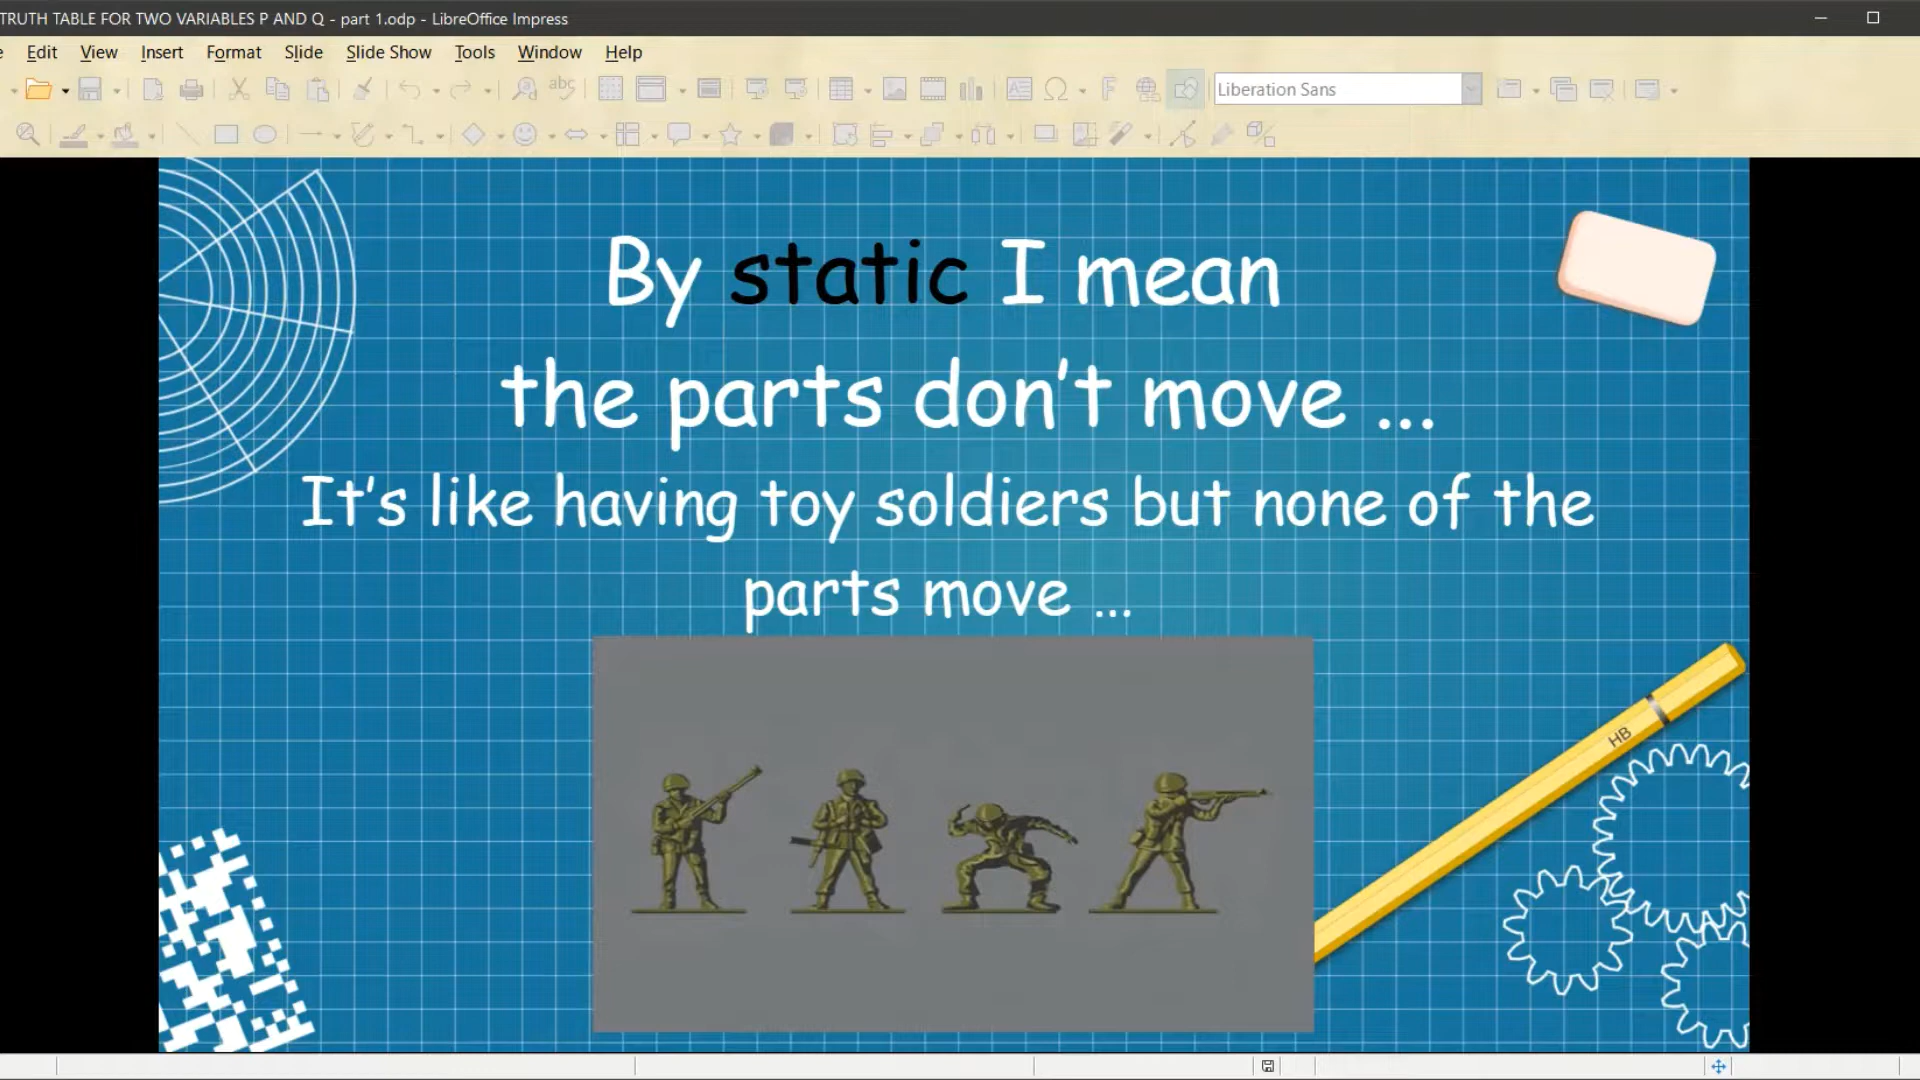 TRUTH TABLE FOR TWO VARIABLES P AND Q - part 1.odp - LibreOffice Impress
Edit View Insert Format Slide Slide Show Tools Window Help
abc
Liberation Sans
By static I mean
the parts don't move ...
It's like having toy soldiers but none of the
parts move ...
HB